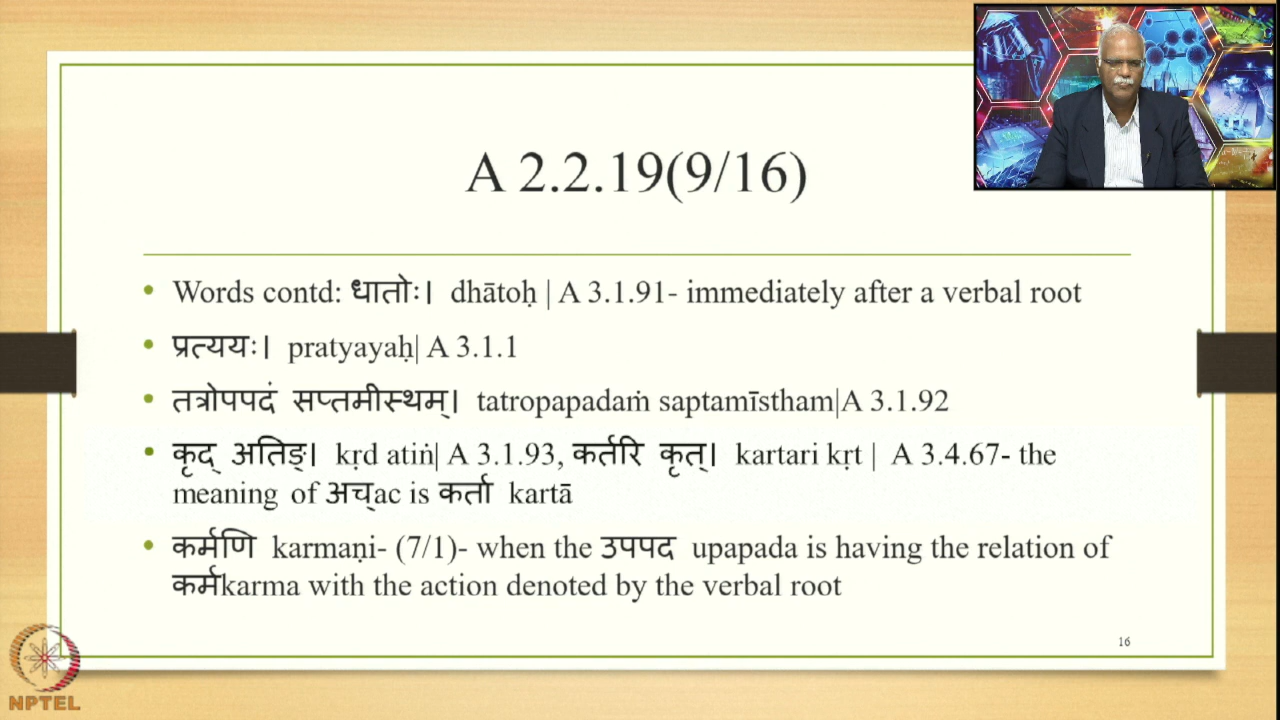 A 2.2.19(9/16)
• Words contd: धातोः। dhātoḥ | A 3.1.91- immediately after a verbal root
• प्रत्ययः। pratyayaḥ| A 3.1.1
• तत्रोपपदं सप्तमीस्थम्। tatropapadaṁ saptamīstham|A 3.1.92
• कृद् अतिङ्। kṛd atiṅ| A 3.1.93, कर्तरि कृत्। kartari kṛt | A 3.4.67- the
meaning of अच्ac is कर्ता kartā
• कर्मणि karmaṇi- (7/1)- when the उपपद upapada is having the relation of
कर्मkarma with the action denoted by the verbal root
16
NPTEL